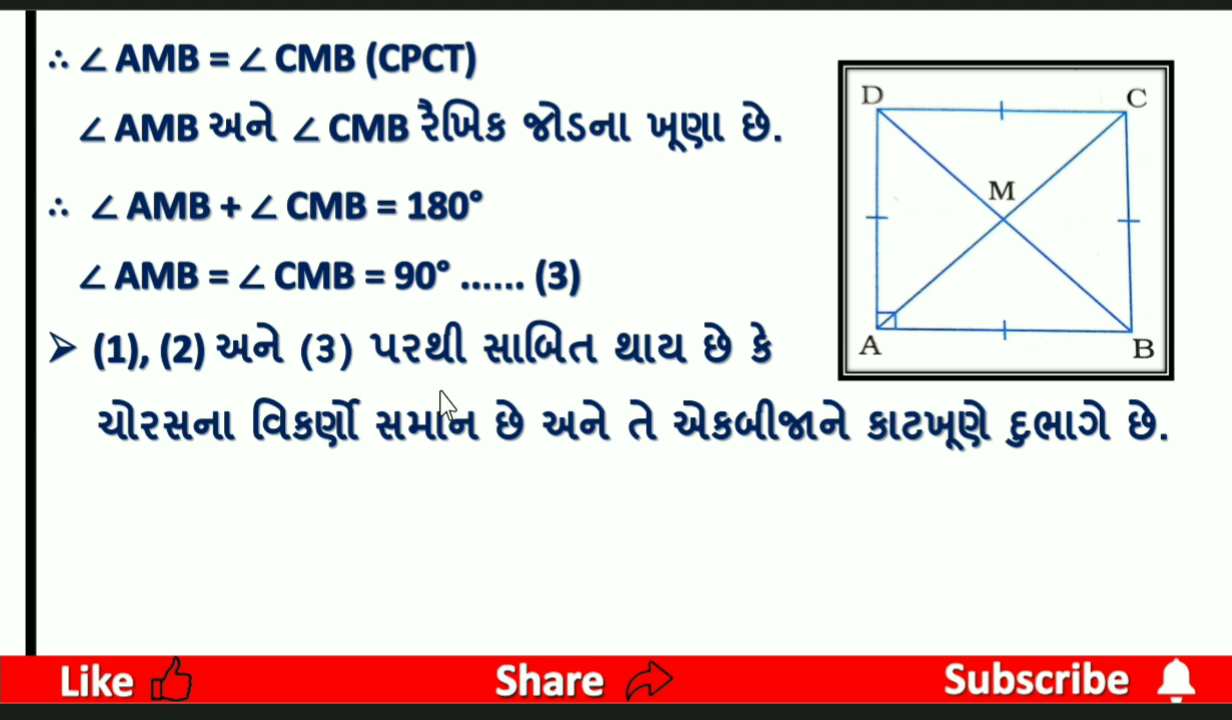 ∴ ∠ AMB = ∠ CMB (CPCT)
∠ AMB અને ∠ CMB રૈખિક જોડના ખૂણા છે.
∴ ∠ AMB + ∠ CMB = 180°
∠ AMB = ∠ CMB = 90° ...... (3)
➢ (1), (2) અને (૩) પરથી સાબિત થાય છે કે
ચોરસના વિકર્ણો સમાન છે અને તે એકબીજાને કાટખૂણે દુભાગે છે.
D C
M
A B
Like Share Subscribe